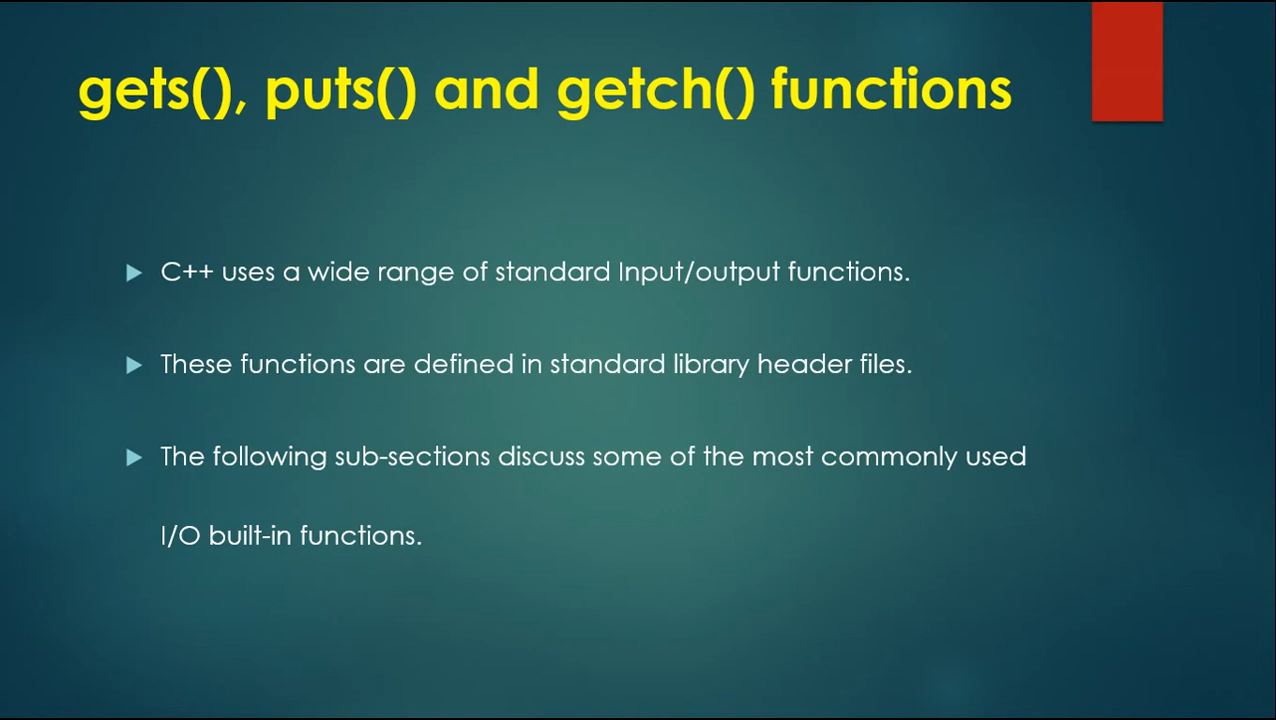 gets(), puts() and getch() functions
C++ uses a wide range of standard Input/output functions.
These functions are defined in standard library header files.
The following sub-sections discuss some of the most commonly used
I/O built-in functions.